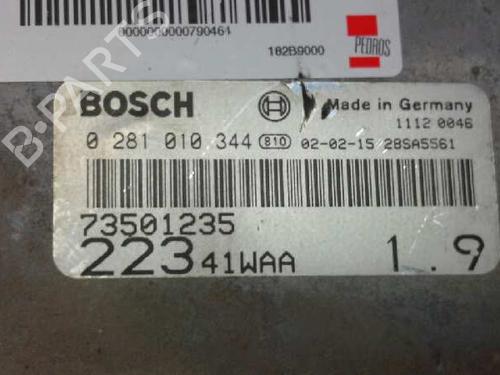 0000000000790464
182B9000
PEDROS
B-PARTS
BOSCH
Made in Germany
1112 0046
0 281 010 344 810 02-02-15 28SA5561
73501235
223 41WAA 1.9